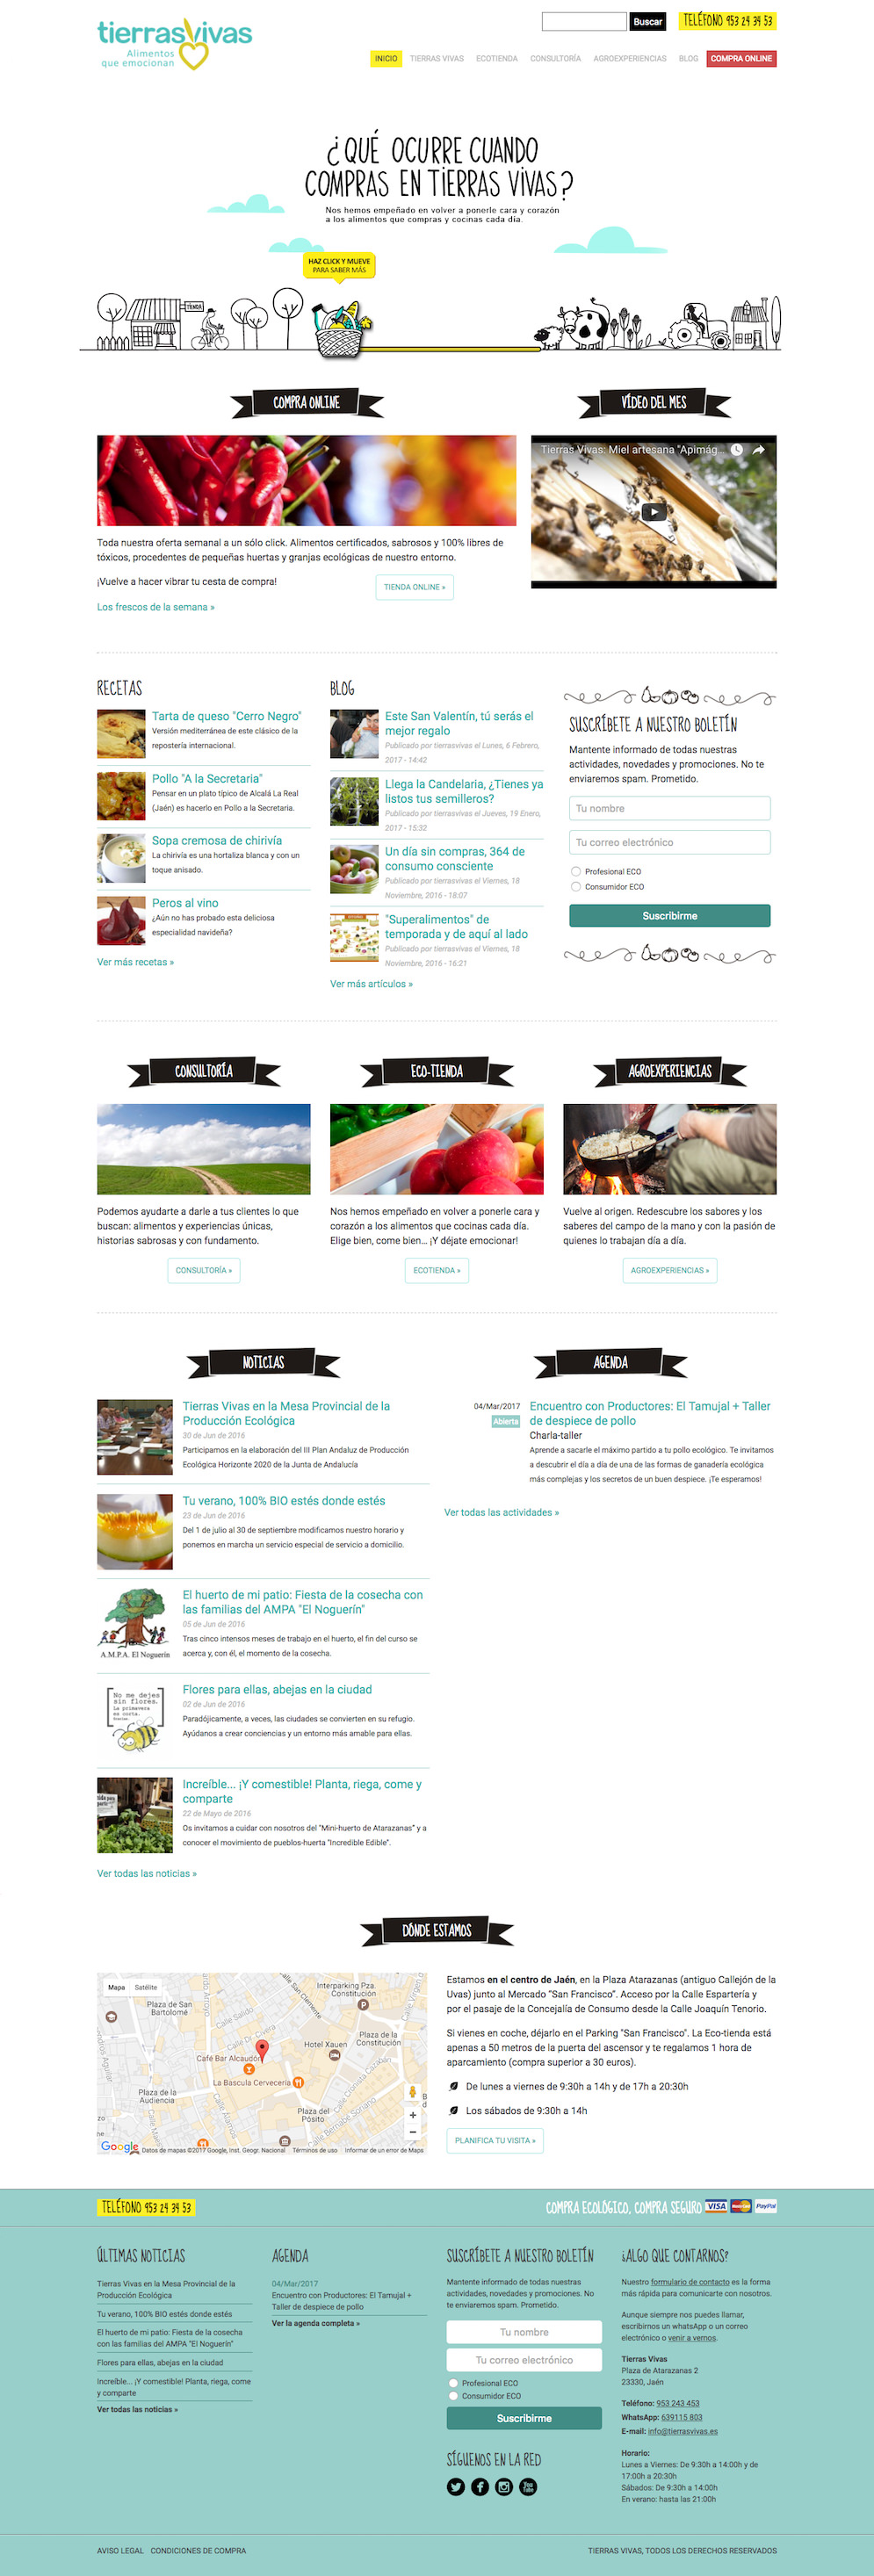 tierrasvivas
Alimentos
que emocionan
Buscar
TELÉFONO 953 24 34 53
INICIO
TIERRAS VIVAS
ECOTIENDA
CONSULTORÍA
AGROEXPERIENCIAS
BLOG
COMPRA ONLINE
¿QUÉ OCURRE CUANDO
COMPRAS EN TIERRAS VIVAS?
Nos hemos empeñado en volver a ponerle cara y corazón
a los alimentos que compras y cocinas cada día.
HAZ CLICK Y MUEVE
PARA SABER MÁS
TIENDA
COMPRA ONLINE
Toda nuestra oferta semanal a un sólo click. Alimentos certificados, sabrosos y 100% libres de
tóxicos, procedentes de pequeñas huertas y granjas ecológicas de nuestro entorno.
¡Vuelve a hacer vibrar tu cesta de compra!
TIENDA ONLINE »
Los frescos de la semana »
VÍDEO DEL MES
Tierras Vivas: Miel artesana "Apimág...
RECETAS
Tarta de queso "Cerro Negro"
Versión mediterránea de este clásico de la
repostería internacional.
Pollo "A la Secretaria"
Pensar en un plato típico de Alcalá La Real
(Jaén) es hacerlo en Pollo a la Secretaria.
Sopa cremosa de chirivía
La chirivía es una hortaliza blanca y con un
toque anisado.
Peros al vino
¿Aún no has probado esta deliciosa
especialidad navideña?
Ver más recetas »
BLOG
Este San Valentín, tú serás el
mejor regalo
Publicado por tierrasvivas el Lunes, 6 Febrero,
2017 - 14:42
Llega la Candelaria, ¿Tienes ya
listos tus semilleros?
Publicado por tierrasvivas el Jueves, 19 Enero,
2017 - 15:32
Un día sin compras, 364 de
consumo consciente
Publicado por tierrasvivas el Viernes, 18
Noviembre, 2016 - 18:07
"Superalimentos" de
temporada y de aquí al lado
Publicado por tierrasvivas el Viernes, 18
Noviembre, 2016 - 16:21
Ver más artículos »
SUSCRÍBETE A NUESTRO BOLETÍN
Mantente informado de todas nuestras
actividades, novedades y promociones. No te
enviaremos spam. Prometido.
Tu nombre
Tu correo electrónico
Profesional ECO
Consumidor ECO
Suscribirme
CONSULTORÍA
Podemos ayudarte a darle a tus clientes lo que
buscan: alimentos y experiencias únicas,
historias sabrosas y con fundamento.
CONSULTORÍA »
ECO-TIENDA
Nos hemos empeñado en volver a ponerle cara y
corazón a los alimentos que cocinas cada día.
Elige bien, come bien... ¡Y déjate emocionar!
ECOTIENDA »
AGROEXPERIENCIAS
Vuelve al origen. Redescubre los sabores y los
saberes del campo de la mano y con la pasión de
quienes lo trabajan día a día.
AGROEXPERIENCIAS »
NOTICIAS
Tierras Vivas en la Mesa Provincial de la
Producción Ecológica
30 de Jun de 2016
Participamos en la elaboración del III Plan Andaluz de Producción
Ecológica Horizonte 2020 de la Junta de Andalucía
Tu verano, 100% BIO estés donde estés
23 de Jun de 2016
Del 1 de julio al 30 de septiembre modificamos nuestro horario y
ponemos en marcha un servicio especial de servicio a domicilio.
A.M.P.A. El Noguerín
El huerto de mi patio: Fiesta de la cosecha con
las familias del AMPA "El Noguerín"
05 de Jun de 2016
Tras cinco intensos meses de trabajo en el huerto, el fin del curso se
acerca y, con él, el momento de la cosecha.
No me dejes
sin flores.
La primavera
es corta.
Flores para ellas, abejas en la ciudad
02 de Jun de 2016
Paradójicamente, a veces, las ciudades se convierten en su refugio.
Ayúdanos a crear conciencias y un entorno más amable para ellas.
Increíble... ¡Y comestible! Planta, riega, come y
comparte
22 de Mayo de 2016
Os invitamos a cuidar con nosotros del "Mini-huerto de Atarazanas" y a
conocer el movimiento de pueblos-huerta "Incredible Edible".
Ver todas las noticias »
AGENDA
04/Mar/2017
Abierta
Encuentro con Productores: El Tamujal + Taller
de despiece de pollo
Charla-taller
Aprende a sacarle el máximo partido a tu pollo ecológico. Te invitamos
a descubrir el día a día de una de las formas de ganadería ecológica
más complejas y los secretos de un buen despiece. ¡Te esperamos!
Ver todas las actividades »
DÓNDE ESTAMOS
Mapa
Satélite
Interparking Pza.
Constitución
Plaza de San
Bartolomé
Calle San Clemente
Calle Salido
Calle Dr. Civera
Plaza de la
Constitución
Hotel Xauen
Café Bar Alcaudón
La Bascula Cerveceria
Plaza de la
Audiencia
Plaza del
Pósito
Calle Cronista Cazabán
Calle Bernabé Soriano
Google
Datos de mapas ©2017 Google, Inst. Geogr. Nacional
Términos de uso
Informar de un error de Maps
Estamos en el centro de Jaén, en la Plaza Atarazanas (antiguo Callejón de la
Uvas) junto al Mercado "San Francisco". Acceso por la Calle Espartería y
por el pasaje de la Concejalía de Consumo desde la Calle Joaquín Tenorio.
Si vienes en coche, déjarlo en el Parking "San Francisco". La Eco-tienda está
apenas a 50 metros de la puerta del ascensor y te regalamos 1 hora de
aparcamiento (compra superior a 30 euros).
De lunes a viernes de 9:30h a 14h y de 17h a 20:30h
Los sábados de 9:30h a 14h
PLANIFICA TU VISITA »
TELÉFONO 953 24 34 53
COMPRA ECOLÓGICO, COMPRA SEGURO
VISA
PayPal
ÚLTIMAS NOTICIAS
Tierras Vivas en la Mesa Provincial de la
Producción Ecológica
Tu verano, 100% BIO estés donde estés
El huerto de mi patio: Fiesta de la cosecha
con las familias del AMPA "El Noguerín"
Flores para ellas, abejas en la ciudad
Increíble... ¡Y comestible! Planta, riega, come
y comparte
Ver todas las noticias »
AGENDA
04/Mar/2017
Encuentro con Productores: El Tamujal +
Taller de despiece de pollo
Ver la agenda completa »
SUSCRÍBETE A NUESTRO BOLETÍN
Mantente informado de todas nuestras
actividades, novedades y promociones. No
te enviaremos spam. Prometido.
Tu nombre
Tu correo electrónico
Profesional ECO
Consumidor ECO
Suscribirme
SÍGUENOS EN LA RED
You Tube
¿ALGO QUE CONTARNOS?
Nuestro formulario de contacto es la forma
más rápida para comunicarte con nosotros.
Aunque siempre nos puedes llamar,
escribirnos un whatsApp o un correo
electrónico o venir a vernos.
Tierras Vivas
Plaza de Atarazanas 2
23330, Jaén
Teléfono: 953 243 453
WhatsApp: 639115 803
E-mail: info@tierrasvivas.es
Horario:
Lunes a Viernes: De 9:30h a 14:00h y de
17:00h a 20:30h
Sábados: De 9:30h a 14:00h
En verano: hasta las 21:00h
AVISO LEGAL
CONDICIONES DE COMPRA
TIERRAS VIVAS, TODOS LOS DERECHOS RESERVADOS